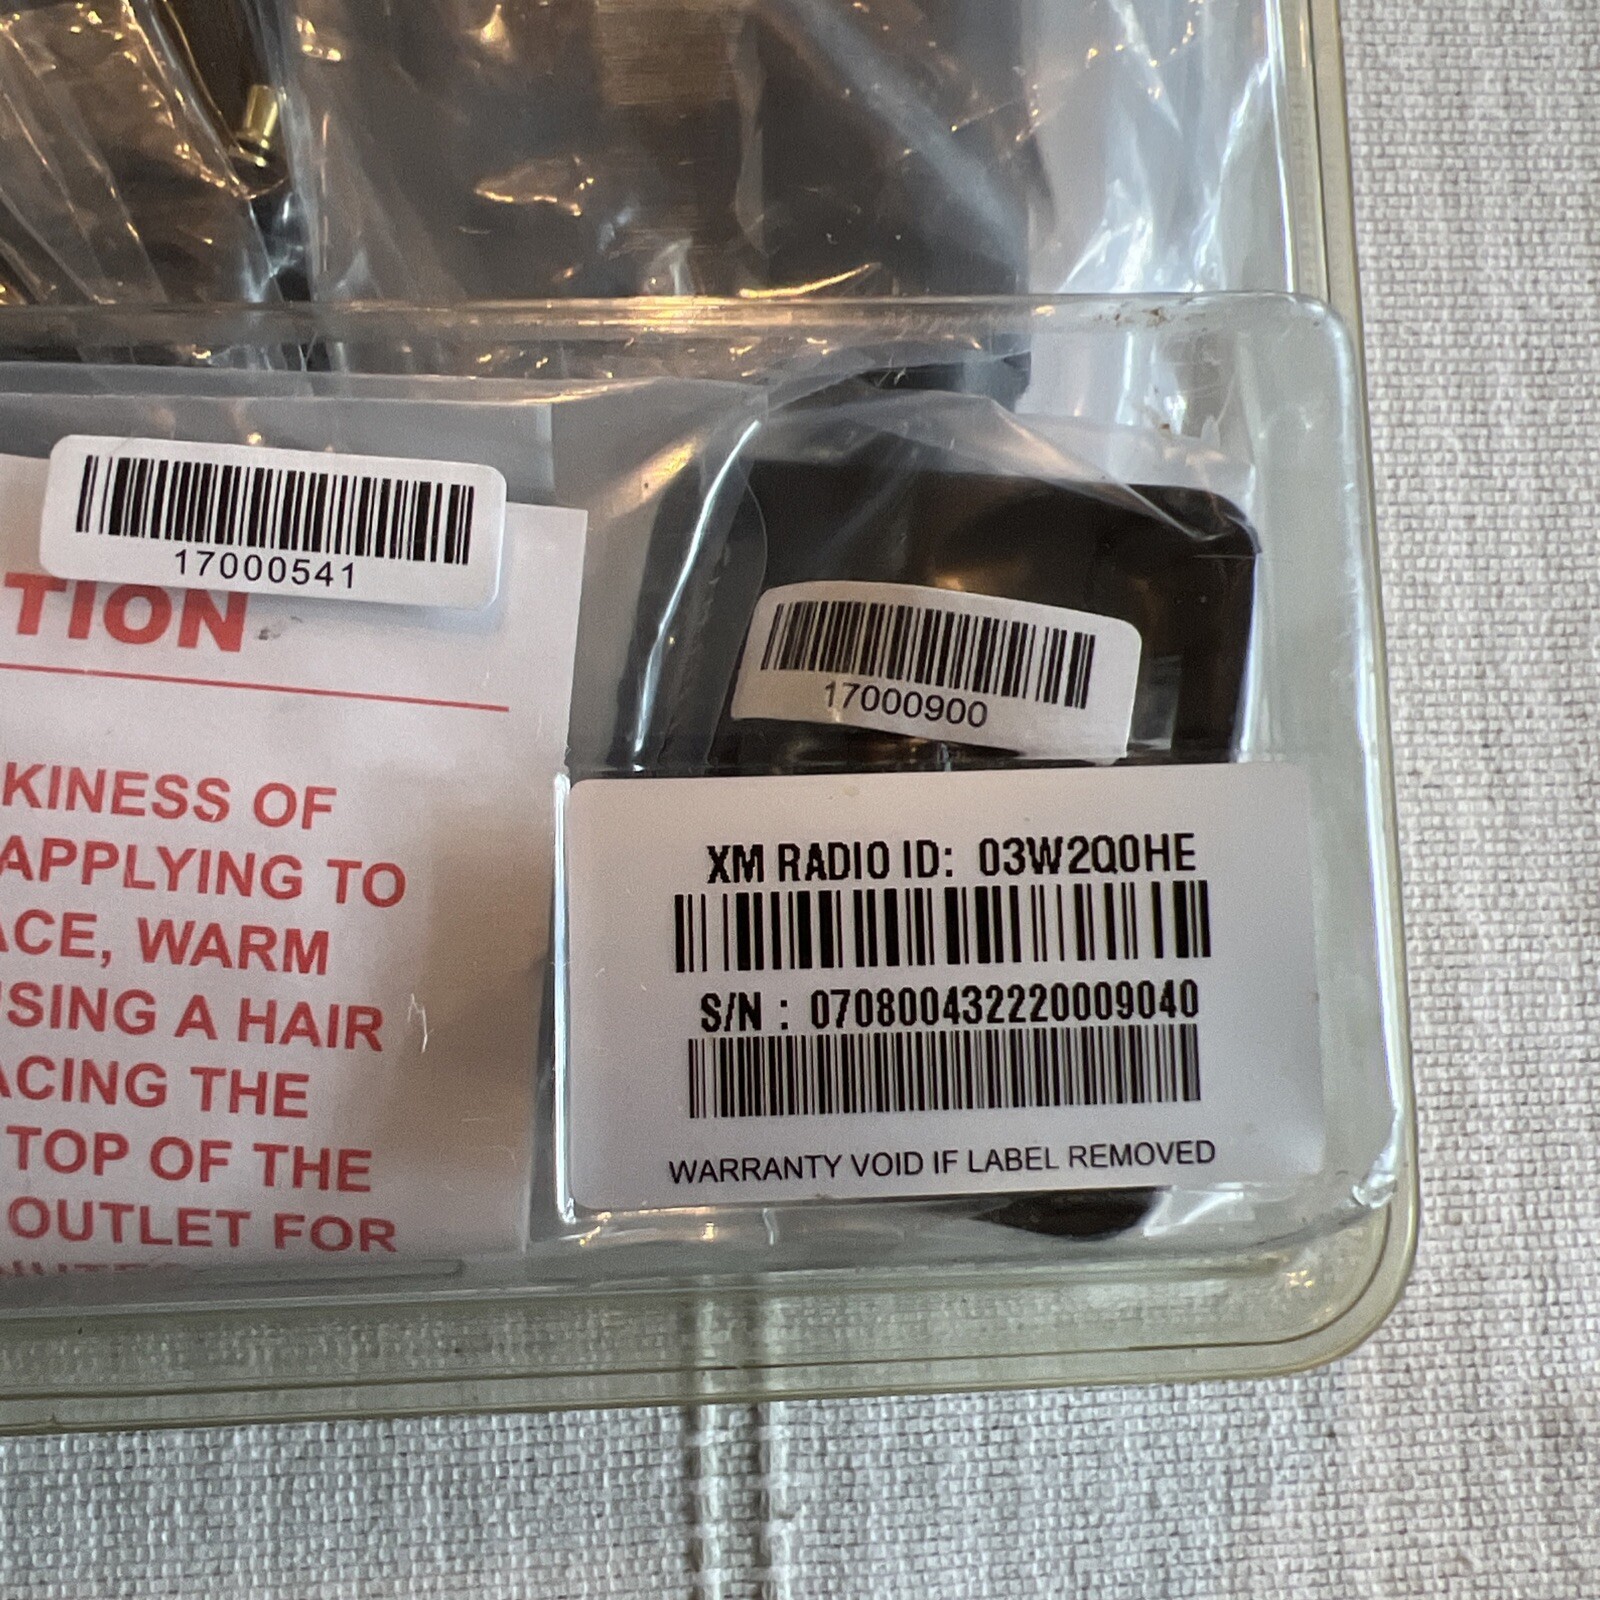 17000541
TION
KINESS OF
APPLYING TO
ACE, WARM
USING A HAIR
ACING THE
TOP OF THE
OUTLET FOR
17000900
XM RADIO ID: 03W2Q0HE
S/N : 070800432220009040
WARRANTY VOID IF LABEL REMOVED